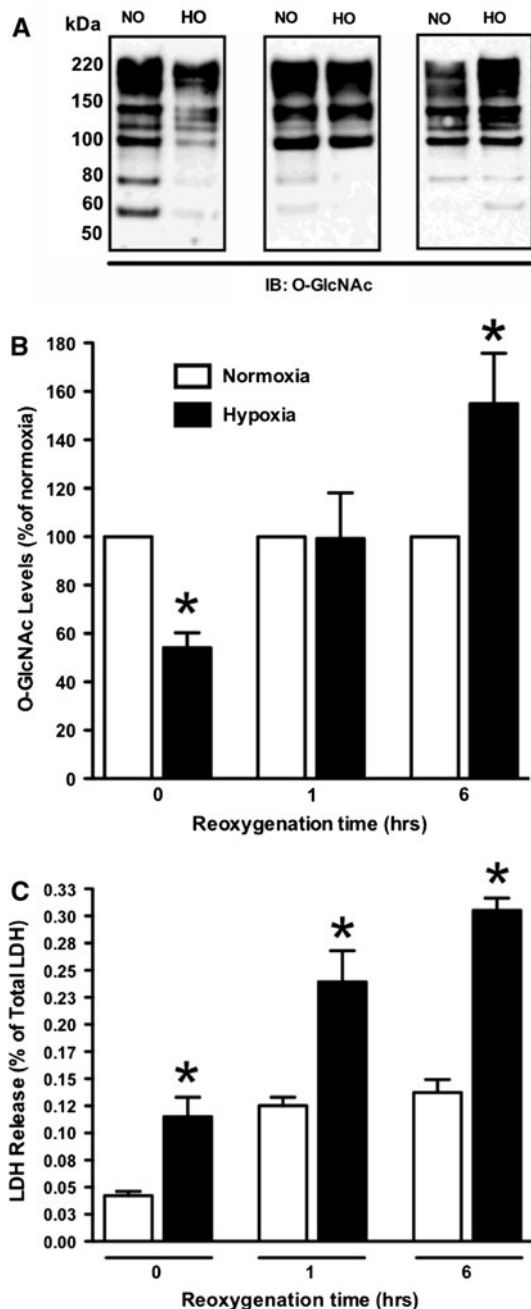 A
kDa
NO HO NO HO NO HO
220
150
100
80
60
50
IB: O-GlcNAc
B
O-GlcNAc Levels (%of normoxia)
180
160
140
120
100
80
60
40
20
0
Normoxia
Hypoxia
*
*
0 1 6
Reoxygenation time (hrs)
C
LDH Release (% of Total LDH)
0.33
0.30
0.28
0.25
0.23
0.20
0.17
0.15
0.12
0.10
0.08
0.05
0.03
0.00
*
*
*
0 1 6
Reoxygenation time (hrs)